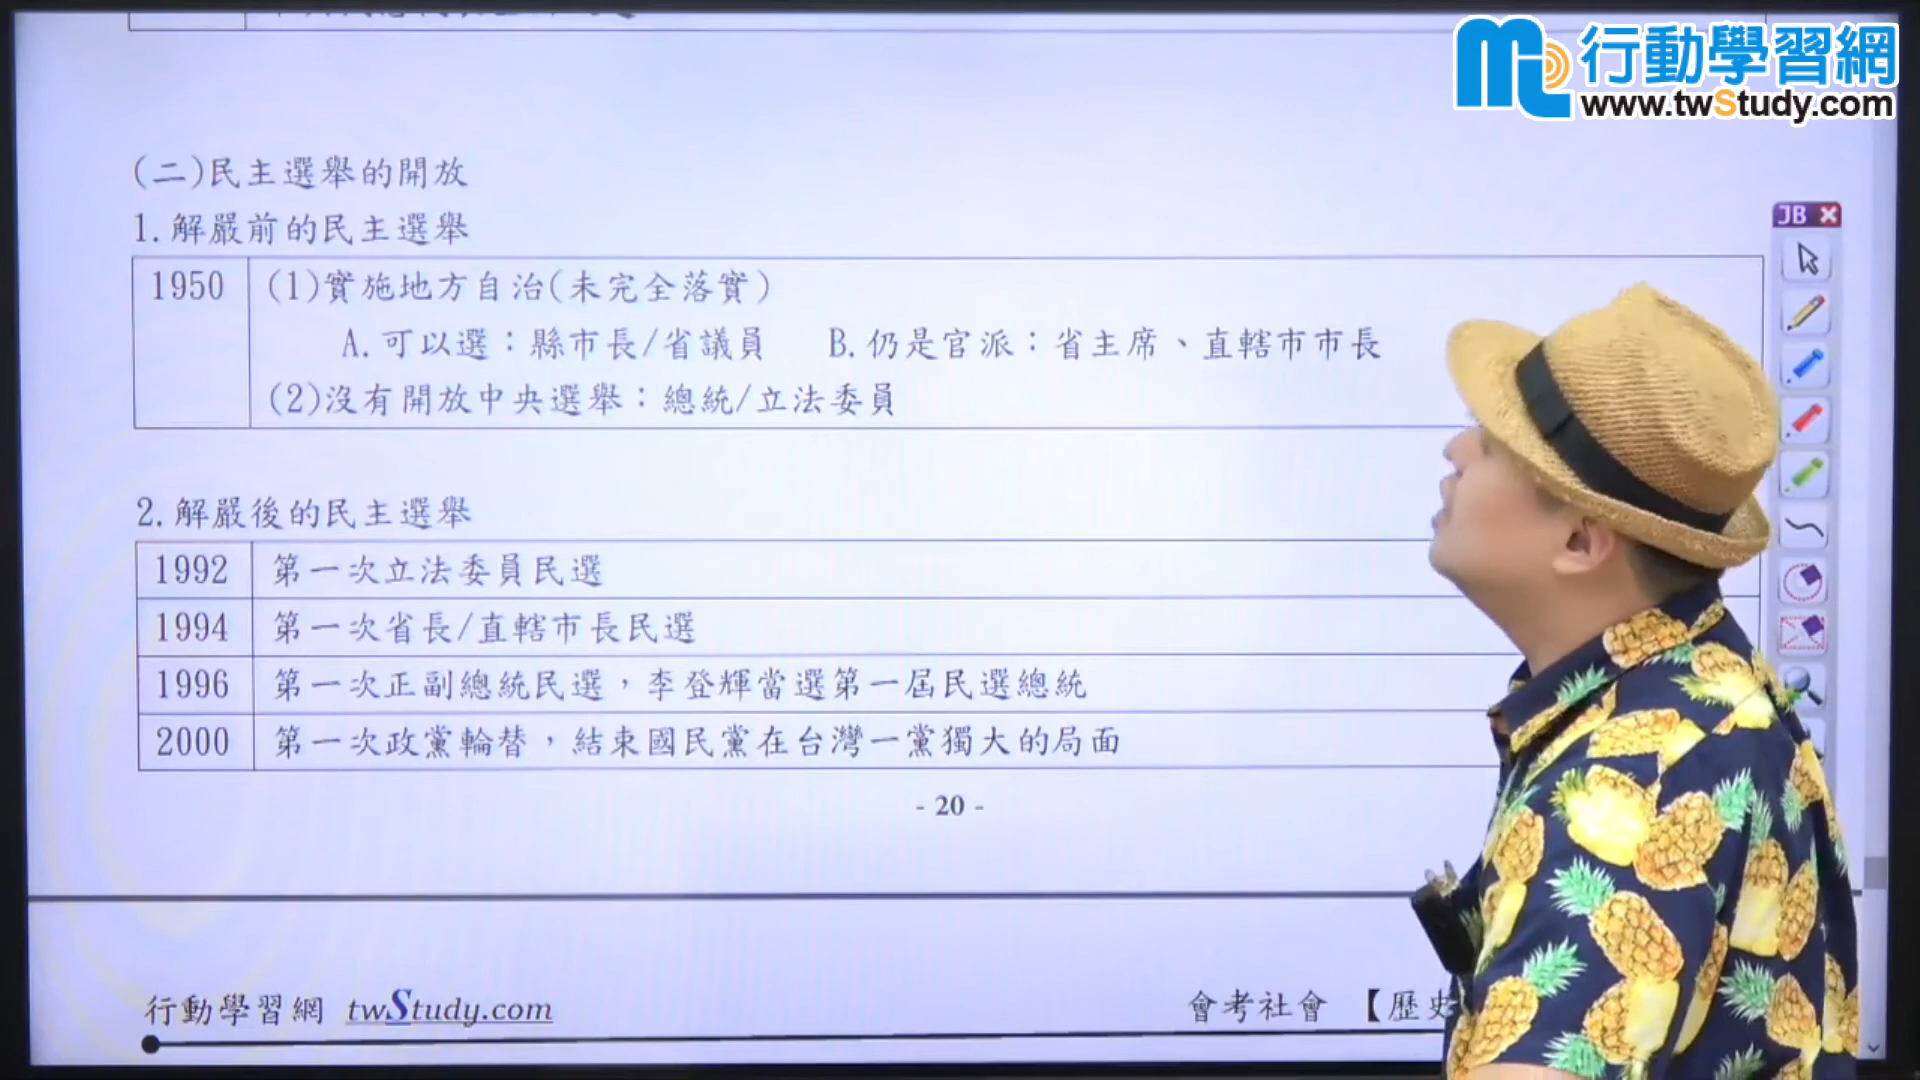 行動學習網
www.twStudy.com
(二)民主選舉的開放
1.解嚴前的民主選舉
1950 (1)實施地方自治(未完全落實)
A.可以選：縣市長/省議員 B.仍是官派：省主席、直轄市市長
(2)沒有開放中央選舉：總統/立法委員
2.解嚴後的民主選舉
1992 第一次立法委員民選
1994 第一次省長/直轄市長民選
1996 第一次正副總統民選，李登輝當選第一屆民選總統
2000 第一次政黨輪替，結束國民黨在台灣一黨獨大的局面
- 20 -
行動學習網 twStudy.com
會考社會 【歷史
JB